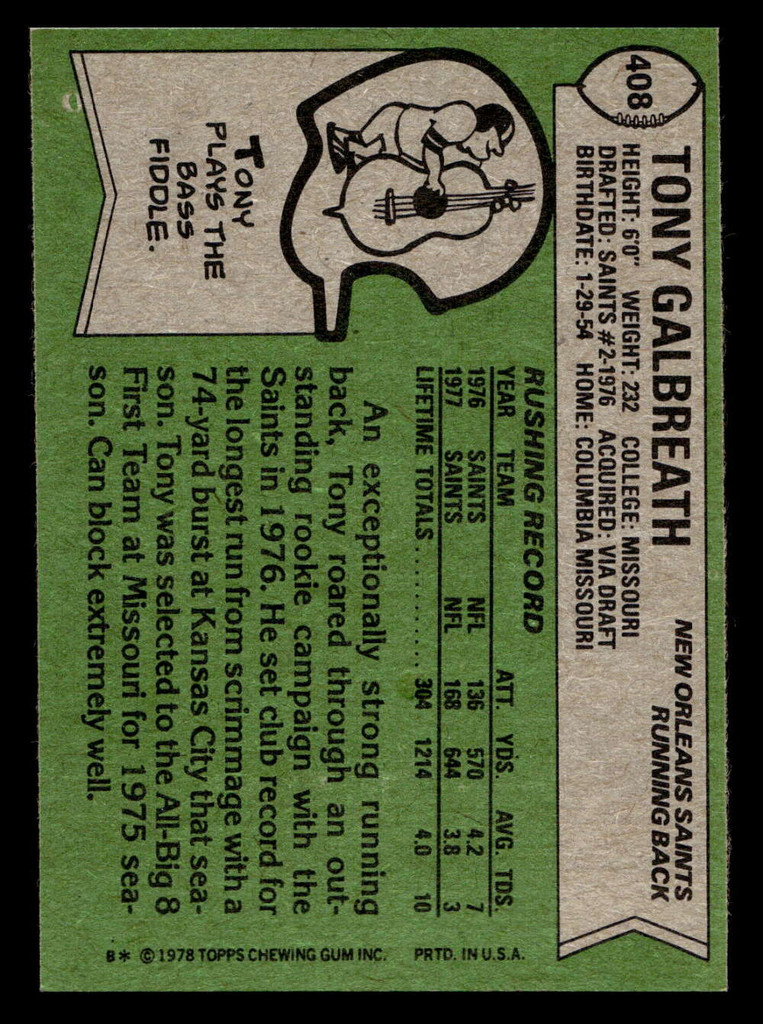 408
TONY GALBREATH
NEW ORLEANS SAINTS
RUNNING BACK
HEIGHT: 6'0" WEIGHT: 232 COLLEGE: MISSOURI
DRAFTED: SAINTS #2-1976 ACQUIRED: VIA DRAFT
BIRTHDATE: 1-29-54 HOME: COLUMBIA MISSOURI
TONY
PLAYS THE
BASS
FIDDLE.
RUSHING RECORD
YEAR TEAM ATT. YDS. AVG. TDS.
1976 SAINTS NFL 136 570 4.2 7
1977 SAINTS NFL 168 644 3.8 3
LIFETIME TOTALS........... 304 1214 4.0 10
An exceptionally strong running
back, Tony roared through an out-
standing rookie campaign with the
Saints in 1976. He set club record for
the longest run from scrimmage with a
74-yard burst at Kansas City that sea-
son. Tony was selected to the All-Big 8
First Team at Missouri for 1975 sea-
son. Can block extremely well.
B* ©1978 TOPPS CHEWING GUM INC. PRTD. IN U.S.A.